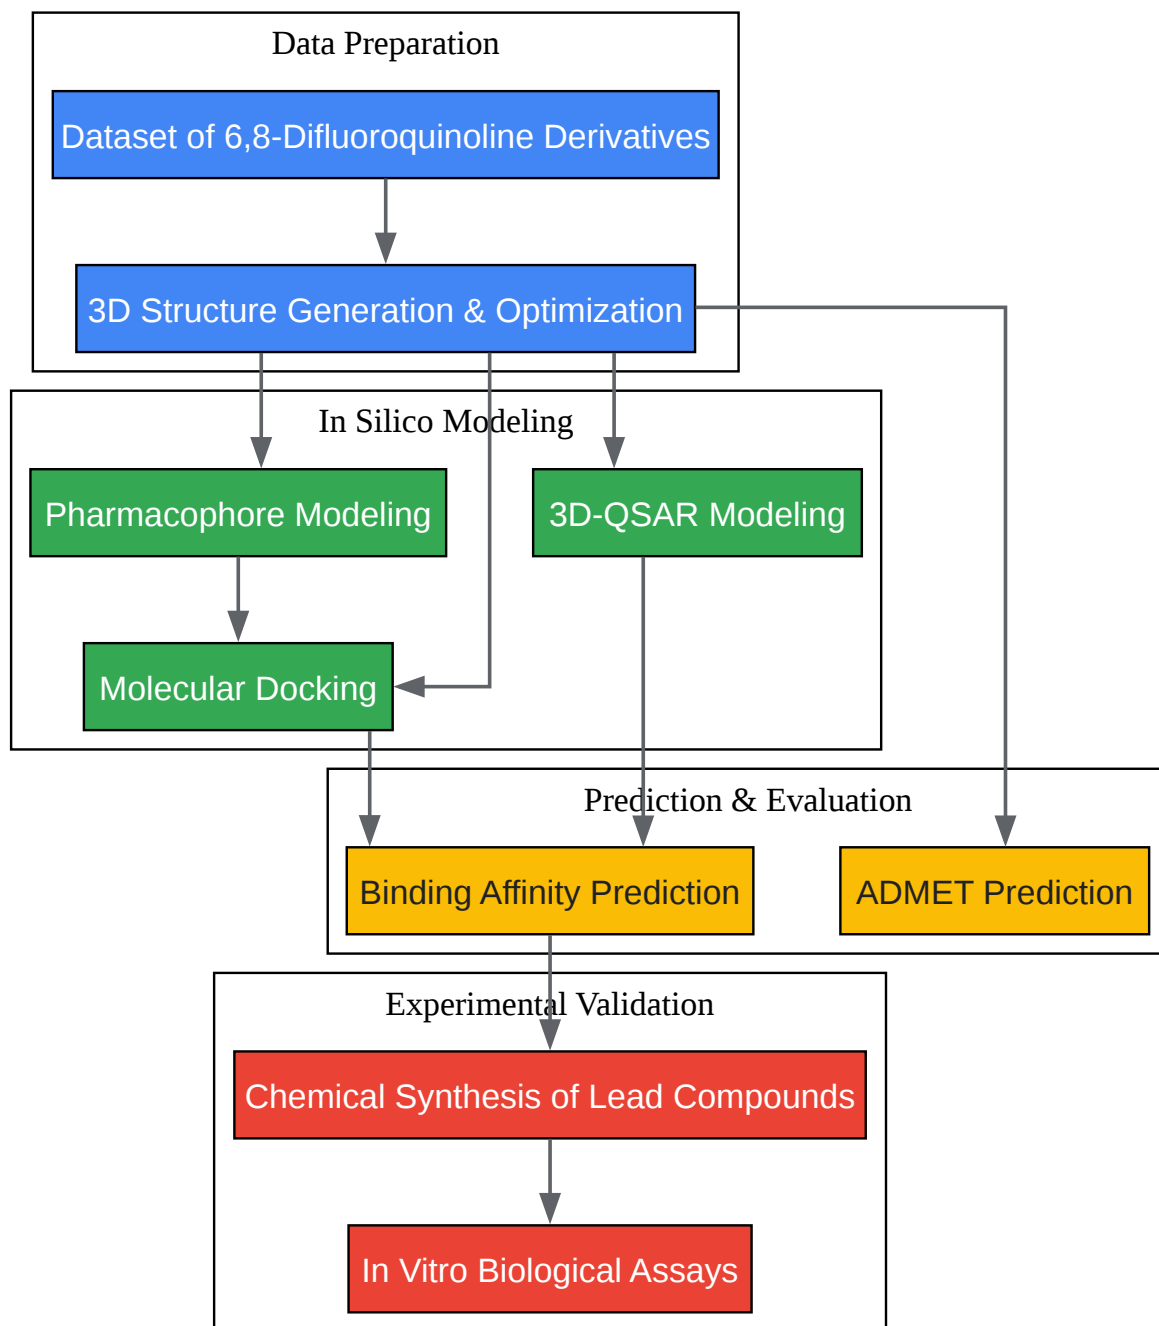 Data Preparation
Dataset of 6,8-Difluoroquinoline Derivatives
3D Structure Generation & Optimization
In Silico Modeling
Pharmacophore Modeling
3D-QSAR Modeling
Molecular Docking
Prediction & Evaluation
Binding Affinity Prediction
ADMET Prediction
Experimental Validation
Chemical Synthesis of Lead Compounds
In Vitro Biological Assays